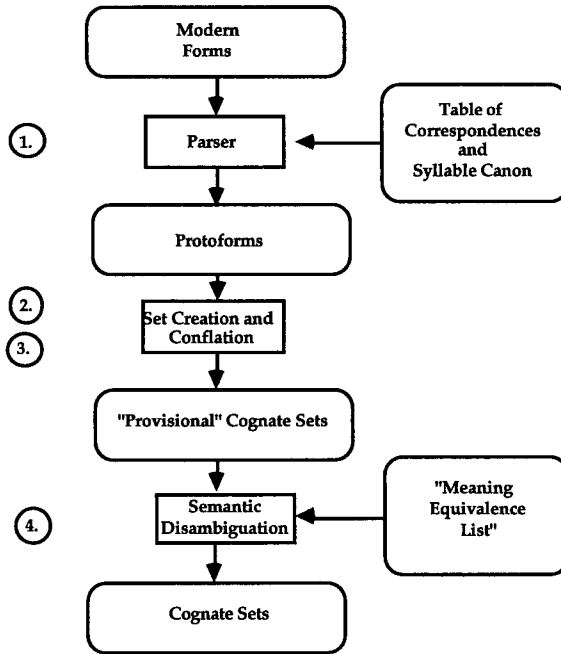 Modern
Forms
1.
Parser
Table of
Correspondences
and
Syllable Canon
Protoforms
2.
Set Creation and
Conflation
3.
"Provisional" Cognate Sets
4.
Semantic
Disambiguation
"Meaning
Equivalence
List"
Cognate Sets